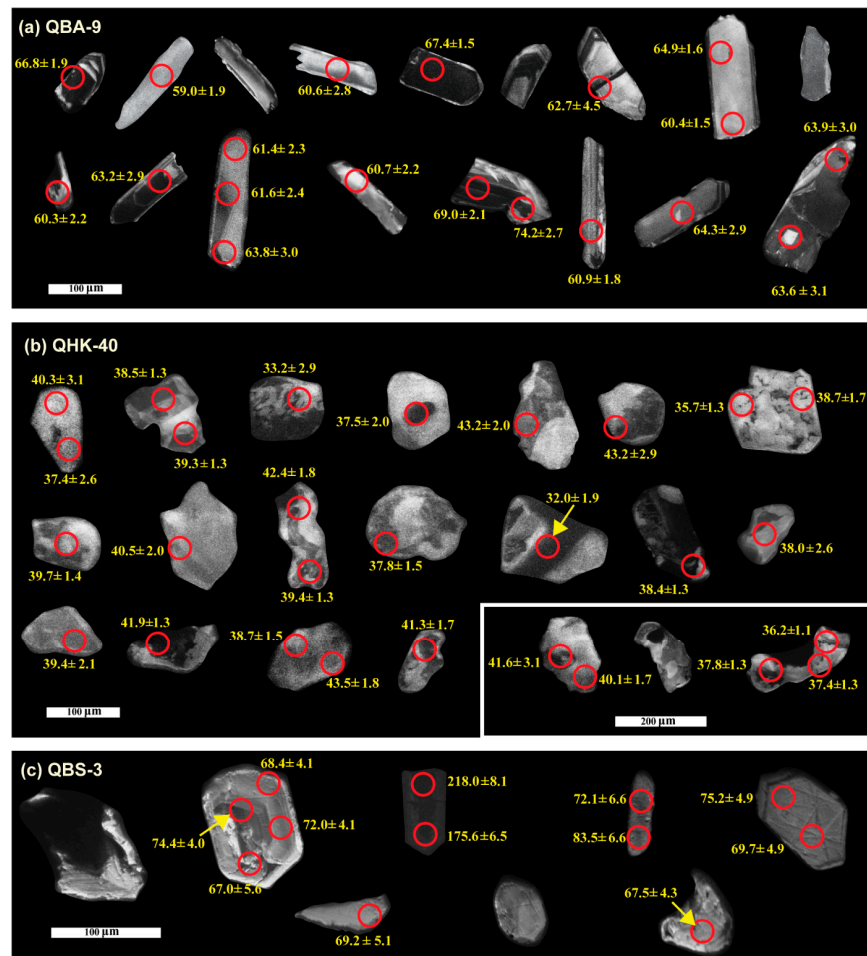 (a) QBA-9
66.8 ± 1.9
59.0 ± 1.9
60.6 ± 2.8
67.4 ± 1.5
62.7 ± 4.5
64.9 ± 1.6
60.4 ± 1.5
63.9 ± 3.0
60.3 ± 2.2
63.2 ± 2.9
61.4 ± 2.3
61.6 ± 2.4
63.8 ± 3.0
60.7 ± 2.2
69.0 ± 2.1
74.2 ± 2.7
60.9 ± 1.8
64.3 ± 2.9
63.6 ± 3.1
100 µm
(b) QHK-40
40.3 ± 3.1
37.4 ± 2.6
38.5 ± 1.3
39.3 ± 1.3
33.2 ± 2.9
37.5 ± 2.0
43.2 ± 2.0
43.2 ± 2.9
35.7 ± 1.3
38.7 ± 1.7
39.7 ± 1.4
40.5 ± 2.0
42.4 ± 1.8
39.4 ± 1.3
37.8 ± 1.5
32.0 ± 1.9
38.4 ± 1.3
38.0 ± 2.6
39.4 ± 2.1
41.9 ± 1.3
38.7 ± 1.5
43.5 ± 1.8
41.3 ± 1.7
41.6 ± 3.1
40.1 ± 1.7
36.2 ± 1.1
37.8 ± 1.3
37.4 ± 1.3
100 µm
200 µm
(c) QBS-3
68.4 ± 4.1
74.4 ± 4.0
72.0 ± 4.1
67.0 ± 5.6
218.0 ± 8.1
175.6 ± 6.5
72.1 ± 6.6
83.5 ± 6.6
75.2 ± 4.9
69.7 ± 4.9
69.2 ± 5.1
67.5 ± 4.3
100 µm